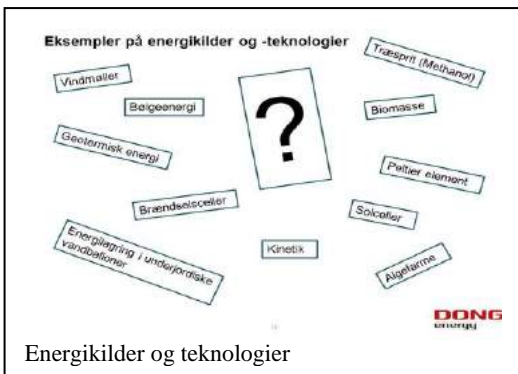 Eksempler på energikilder og -teknologier
Træsprit (Methanol)
Vindmøller
Bølgeenergi
?
Biomasse
Geotermisk energi
Peltier element
Brændselsceller
Solceller
Energilagring i underjordiske
vandballoner
Kinetik
Algefarme
DONG
energy
Energikilder og teknologier